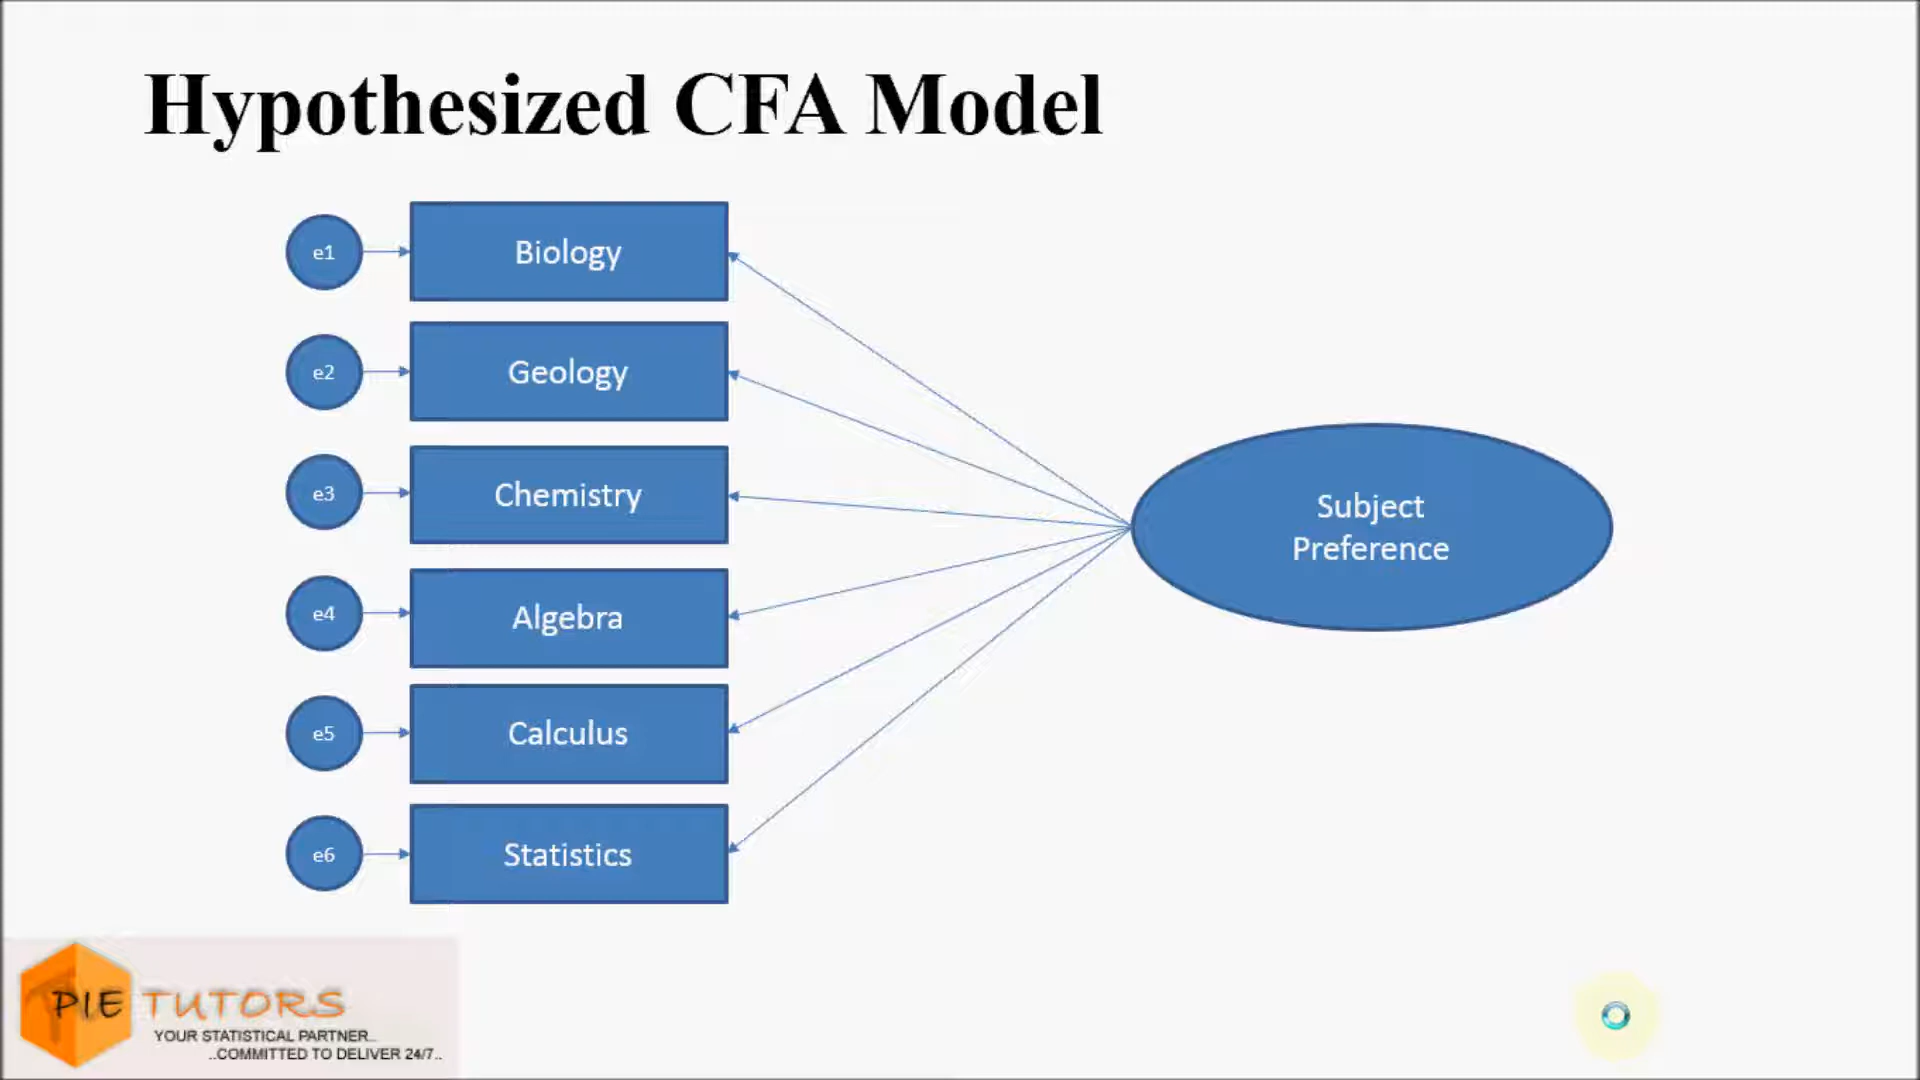 Hypothesized CFA Model
e1
Biology
e2
Geology
e3
Chemistry
e4
Algebra
e5
Calculus
e6
Statistics
Subject
Preference
PIE TUTORS
YOUR STATISTICAL PARTNER..
..COMMITTED TO DELIVER 24/7..